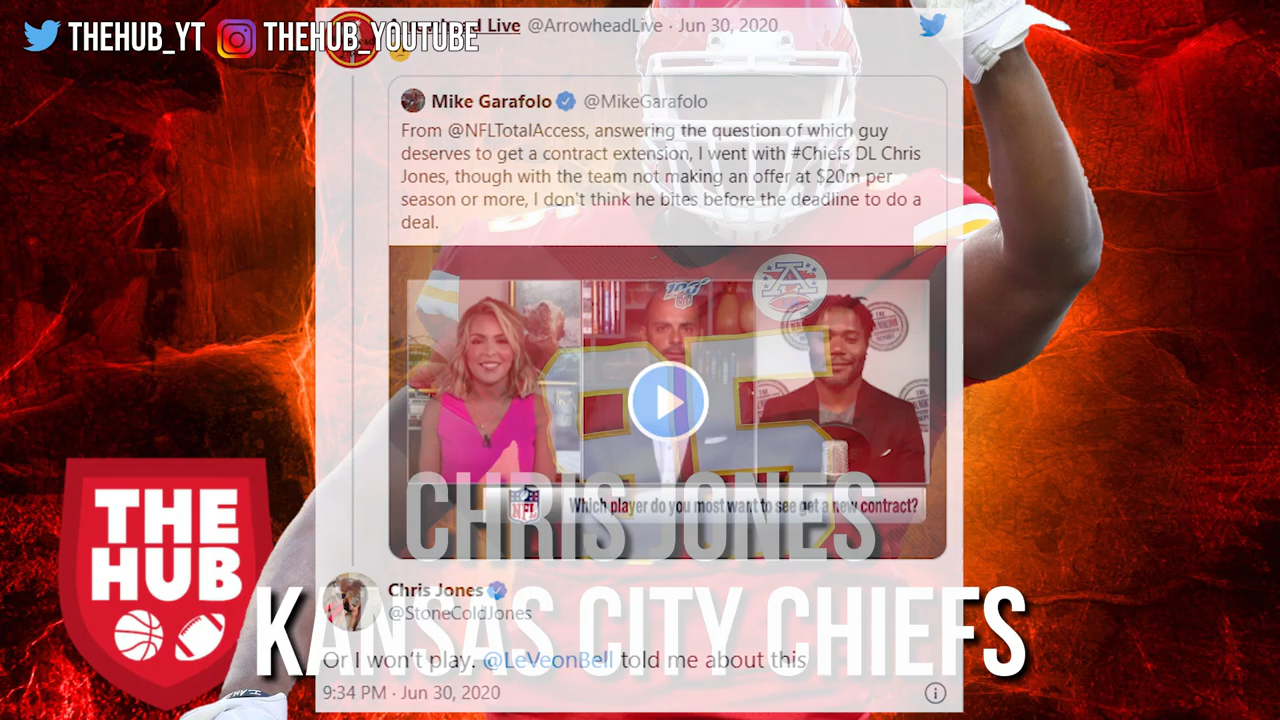 THEHUB_YT THEHUB_YOUTUBE
Live @ArrowheadLive · Jun 30, 2020
Mike Garafolo @MikeGarafolo
From @NFLTotalAccess, answering the question of which guy
deserves to get a contract extension, I went with #Chiefs DL Chris
Jones, though with the team not making an offer at $20m per
season or more, I don't think he bites before the deadline to do a
deal.
NFL
Which player do you most want to see get a new contract?
CHRIS JONES
THE
HUB
Chris Jones
@StoneColdJones
KANSAS CITY CHIEFS
Or I won't play. @LeVeonBell told me about this
9:34 PM · Jun 30, 2020